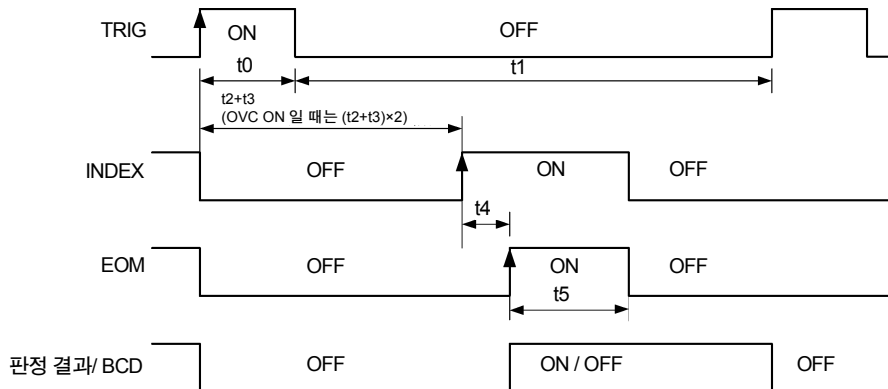 TRIG
ON
OFF
t0
t1
t2+t3
(OVC ON 일 때는 (t2+t3)×2)
INDEX
OFF
ON
OFF
t4
EOM
OFF
ON
OFF
t5
판정 결과/ BCD
OFF
ON / OFF
OFF